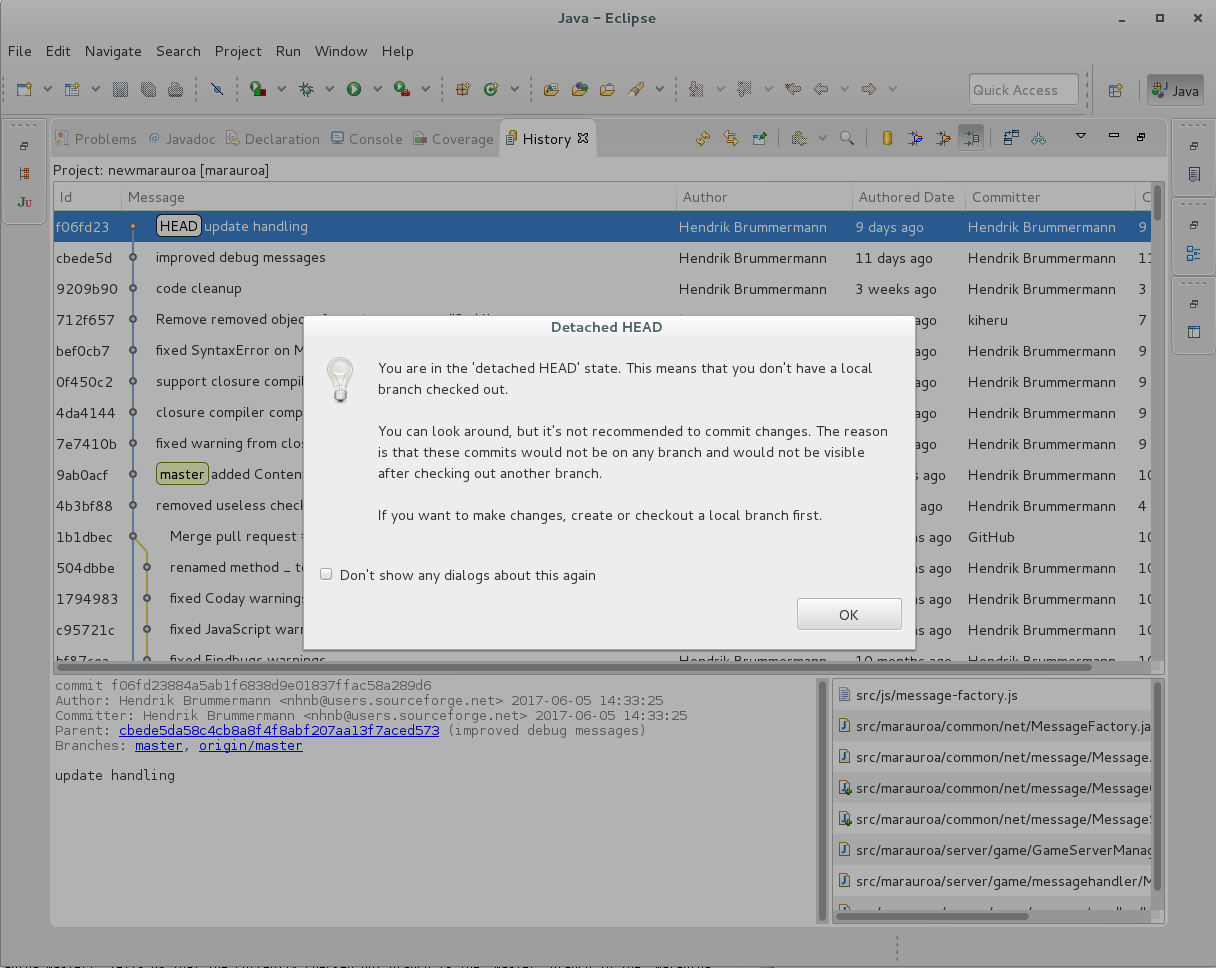 Java – Eclipse
File Edit Navigate Search Project Run Window Help
Quick Access
Java
Problems @ Javadoc Declaration Console Coverage History
Project: newmarauroa [marauroa]
Id Message Author Authored Date Committer C
f06fd23 HEAD update handling Hendrik Brummermann 9 days ago Hendrik Brummermann 9
cbede5d improved debug messages Hendrik Brummermann 11 days ago Hendrik Brummermann 11
9209b90 code cleanup Hendrik Brummermann 3 weeks ago Hendrik Brummermann 3
712f657 Remove removed ago kiheru 7
bef0cb7 fixed SyntaxError on ago Hendrik Brummermann 9
0f450c2 support closure ago Hendrik Brummermann 9
4da4144 closure compiler ago Hendrik Brummermann 9
7e7410b fixed warning from ago Hendrik Brummermann 9
9ab0acf master added ago Hendrik Brummermann 10
4b3bf88 removed useless ago Hendrik Brummermann 4
1b1dbec Merge pull request ago GitHub 10
504dbbe renamed method _ ago Hendrik Brummermann 10
1794983 fixed Coday ago Hendrik Brummermann 10
c95721c fixed JavaScript ago Hendrik Brummermann 10
fixed Findbugs warnings Hendrik Brummermann 10 months ago Hendrik Brummermann 10
Detached HEAD
You are in the 'detached HEAD' state. This means that you don't have a local
branch checked out.
You can look around, but it's not recommended to commit changes. The reason
is that these commits would not be on any branch and would not be visible
after checking out another branch.
If you want to make changes, create or checkout a local branch first.
Don't show any dialogs about this again
OK
commit f06fd23884a5ab1f6838d9e01837ffac58a289d6
Author: Hendrik Brummermann <nhnb@users.sourceforge.net> 2017-06-05 14:33:25
Committer: Hendrik Brummermann <nhnb@users.sourceforge.net> 2017-06-05 14:33:25
Parent: cbede5da58c4cb8a8f4f8abf207aa13f7aced573 (improved debug messages)
Branches: master, origin/master
update handling
src/js/message-factory.js
src/marauroa/common/net/MessageFactory.ja
src/marauroa/common/net/message/Message.
src/marauroa/common/net/message/Message
src/marauroa/common/net/message/Message
src/marauroa/server/game/GameServerManag
src/marauroa/server/game/messagehandler/M